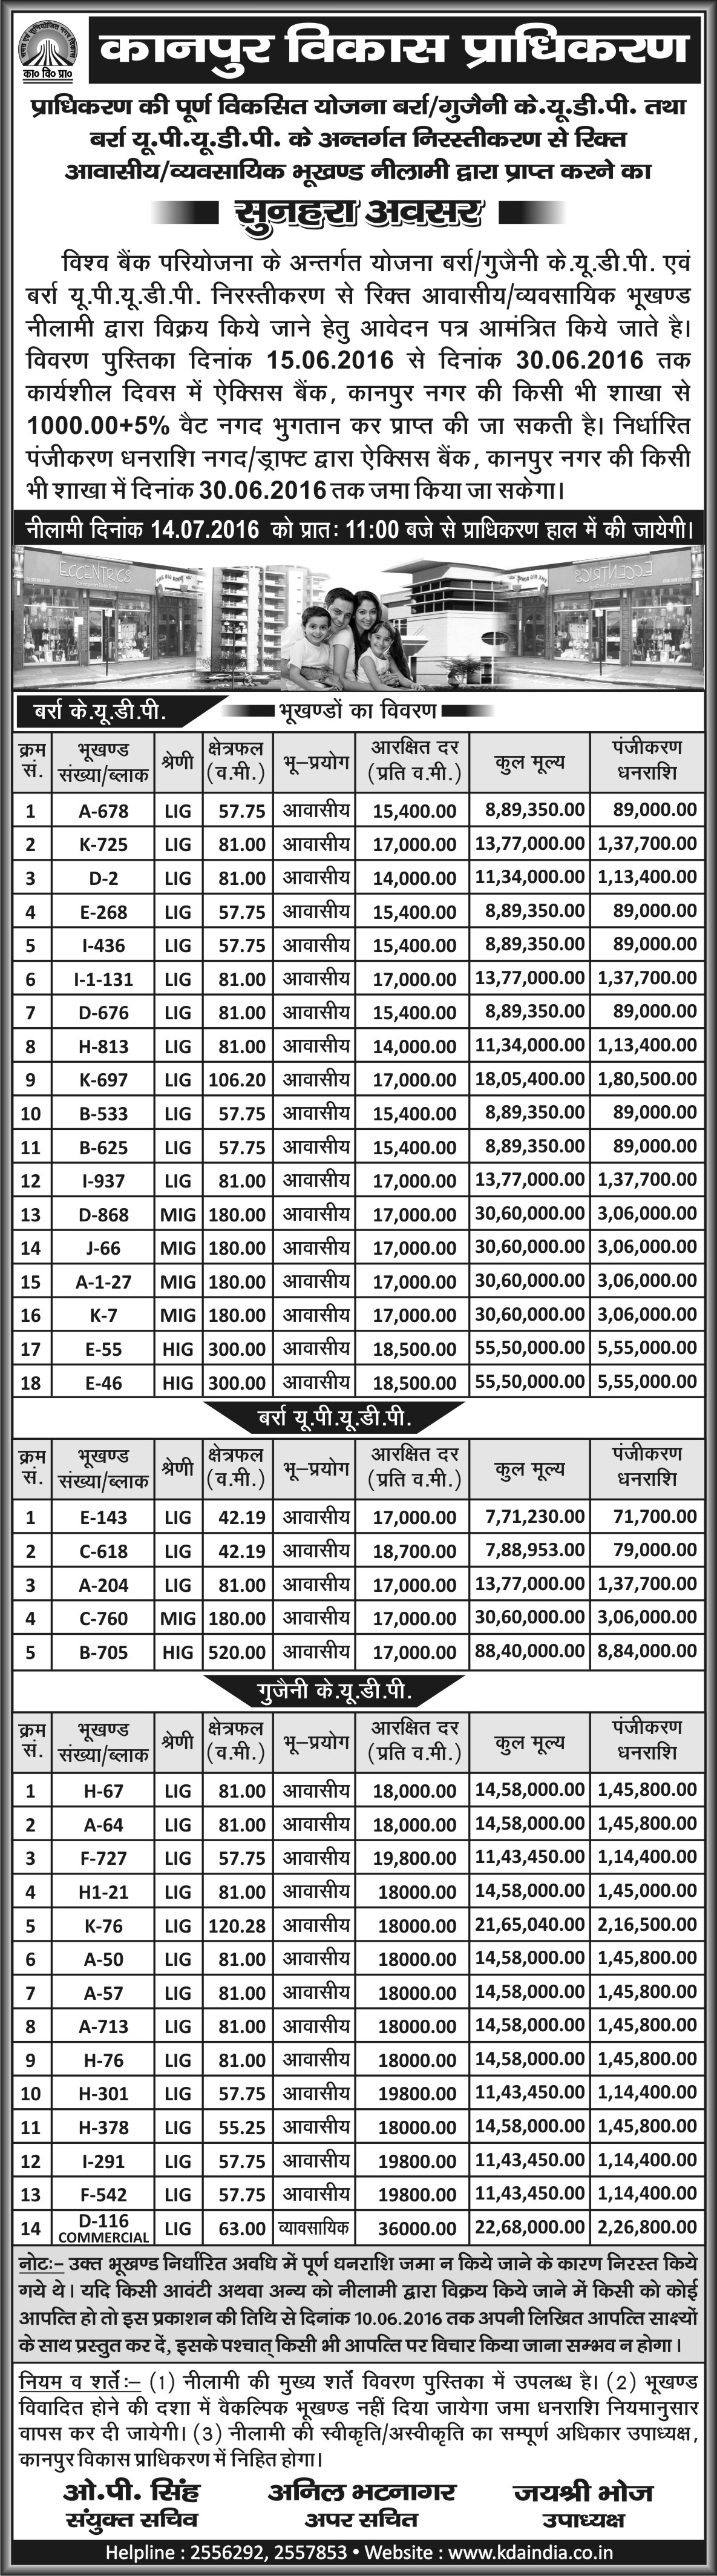 कानपुर विकास प्राधिकरण
का० वि० प्रा०
प्राधिकरण की पूर्ण विकसित योजना बर्रा/गुजैनी के.यू.डी.पी. तथा
बर्रा यू.पी.यू.डी.पी. के अन्तर्गत निरस्तीकरण से रिक्त
आवासीय/व्यवसायिक भूखण्ड नीलामी द्वारा प्राप्त करने का
सुनहरा अवसर
विश्व बैंक परियोजना के अन्तर्गत योजना बर्रा/गुजैनी के.यू.डी.पी. एवं
बर्रा यू.पी.यू.डी.पी. निरस्तीकरण से रिक्त आवासीय/व्यवसायिक भूखण्ड
नीलामी द्वारा विक्रय किये जाने हेतु आवेदन पत्र आमंत्रित किये जाते है।
विवरण पुस्तिका दिनांक 15.06.2016 से दिनांक 30.06.2016 तक
कार्यशील दिवस में ऐक्सिस बैंक, कानपुर नगर की किसी भी शाखा से
1000.00+5% वैट नगद भुगतान कर प्राप्त की जा सकती है। निर्धारित
पंजीकरण धनराशि नगद/ड्राफ्ट द्वारा ऐक्सिस बैंक, कानपुर नगर की किसी
भी शाखा में दिनांक 30.06.2016 तक जमा किया जा सकेगा।
नीलामी दिनांक 14.07.2016 को प्रातः 11:00 बजे से प्राधिकरण हाल में की जायेगी।
ECCENTRICS
बर्रा के.यू.डी.पी. भूखण्डों का विवरण
क्रम सं. भूखण्ड संख्या/ब्लाक श्रेणी क्षेत्रफल (व.मी.) भू-प्रयोग आरक्षित दर (प्रति व.मी.) कुल मूल्य पंजीकरण धनराशि
1 A-678 LIG 57.75 आवासीय 15,400.00 8,89,350.00 89,000.00
2 K-725 LIG 81.00 आवासीय 17,000.00 13,77,000.00 1,37,700.00
3 D-2 LIG 81.00 आवासीय 14,000.00 11,34,000.00 1,13,400.00
4 E-268 LIG 57.75 आवासीय 15,400.00 8,89,350.00 89,000.00
5 I-436 LIG 57.75 आवासीय 15,400.00 8,89,350.00 89,000.00
6 I-1-131 LIG 81.00 आवासीय 17,000.00 13,77,000.00 1,37,700.00
7 D-676 LIG 81.00 आवासीय 15,400.00 8,89,350.00 89,000.00
8 H-813 LIG 81.00 आवासीय 14,000.00 11,34,000.00 1,13,400.00
9 K-697 LIG 106.20 आवासीय 17,000.00 18,05,400.00 1,80,500.00
10 B-533 LIG 57.75 आवासीय 15,400.00 8,89,350.00 89,000.00
11 B-625 LIG 57.75 आवासीय 15,400.00 8,89,350.00 89,000.00
12 I-937 LIG 81.00 आवासीय 17,000.00 13,77,000.00 1,37,700.00
13 D-868 MIG 180.00 आवासीय 17,000.00 30,60,000.00 3,06,000.00
14 J-66 MIG 180.00 आवासीय 17,000.00 30,60,000.00 3,06,000.00
15 A-1-27 MIG 180.00 आवासीय 17,000.00 30,60,000.00 3,06,000.00
16 K-7 MIG 180.00 आवासीय 17,000.00 30,60,000.00 3,06,000.00
17 E-55 HIG 300.00 आवासीय 18,500.00 55,50,000.00 5,55,000.00
18 E-46 HIG 300.00 आवासीय 18,500.00 55,50,000.00 5,55,000.00
बर्रा यू.पी.यू.डी.पी.
क्रम सं. भूखण्ड संख्या/ब्लाक श्रेणी क्षेत्रफल (व.मी.) भू-प्रयोग आरक्षित दर (प्रति व.मी.) कुल मूल्य पंजीकरण धनराशि
1 E-143 LIG 42.19 आवासीय 17,000.00 7,71,230.00 71,700.00
2 C-618 LIG 42.19 आवासीय 18,700.00 7,88,953.00 79,000.00
3 A-204 LIG 81.00 आवासीय 17,000.00 13,77,000.00 1,37,700.00
4 C-760 MIG 180.00 आवासीय 17,000.00 30,60,000.00 3,06,000.00
5 B-705 HIG 520.00 आवासीय 17,000.00 88,40,000.00 8,84,000.00
गुजैनी के.यू.डी.पी.
क्रम सं. भूखण्ड संख्या/ब्लाक श्रेणी क्षेत्रफल (व.मी.) भू-प्रयोग आरक्षित दर (प्रति व.मी.) कुल मूल्य पंजीकरण धनराशि
1 H-67 LIG 81.00 आवासीय 18,000.00 14,58,000.00 1,45,800.00
2 A-64 LIG 81.00 आवासीय 18,000.00 14,58,000.00 1,45,800.00
3 F-727 LIG 57.75 आवासीय 19,800.00 11,43,450.00 1,14,400.00
4 H1-21 LIG 81.00 आवासीय 18000.00 14,58,000.00 1,45,000.00
5 K-76 LIG 120.28 आवासीय 18000.00 21,65,040.00 2,16,500.00
6 A-50 LIG 81.00 आवासीय 18000.00 14,58,000.00 1,45,800.00
7 A-57 LIG 81.00 आवासीय 18000.00 14,58,000.00 1,45,800.00
8 A-713 LIG 81.00 आवासीय 18000.00 14,58,000.00 1,45,800.00
9 H-76 LIG 81.00 आवासीय 18000.00 14,58,000.00 1,45,800.00
10 H-301 LIG 57.75 आवासीय 19800.00 11,43,450.00 1,14,400.00
11 H-378 LIG 55.25 आवासीय 18000.00 14,58,000.00 1,45,800.00
12 I-291 LIG 57.75 आवासीय 19800.00 11,43,450.00 1,14,400.00
13 F-542 LIG 57.75 आवासीय 19800.00 11,43,450.00 1,14,400.00
14 D-116 COMMERCIAL LIG 63.00 व्यावसायिक 36000.00 22,68,000.00 2,26,800.00
नोटः- उक्त भूखण्ड निर्धारित अवधि में पूर्ण धनराशि जमा न किये जाने के कारण निरस्त किये
गये थे। यदि किसी आवंटी अथवा अन्य को नीलामी द्वारा विक्रय किये जाने में किसी को कोई
आपत्ति हो तो इस प्रकाशन की तिथि से दिनांक 10.06.2016 तक अपनी लिखित आपत्ति साक्ष्यों
के साथ प्रस्तुत कर दें, इसके पश्चात् किसी भी आपत्ति पर विचार किया जाना सम्भव न होगा।
नियम व शर्तेंः- (1) नीलामी की मुख्य शर्तें विवरण पुस्तिका में उपलब्ध है। (2) भूखण्ड
विवादित होने की दशा में वैकल्पिक भूखण्ड नहीं दिया जायेगा जमा धनराशि नियमानुसार
वापस कर दी जायेगी। (3) नीलामी की स्वीकृति/अस्वीकृति का सम्पूर्ण अधिकार उपाध्यक्ष,
कानपुर विकास प्राधिकरण में निहित होगा।
ओ.पी. सिंह अनिल भटनागर जयश्री भोज
संयुक्त सचिव अपर सचित उपाध्यक्ष
Helpline : 2556292, 2557853 • Website : www.kdaindia.co.in